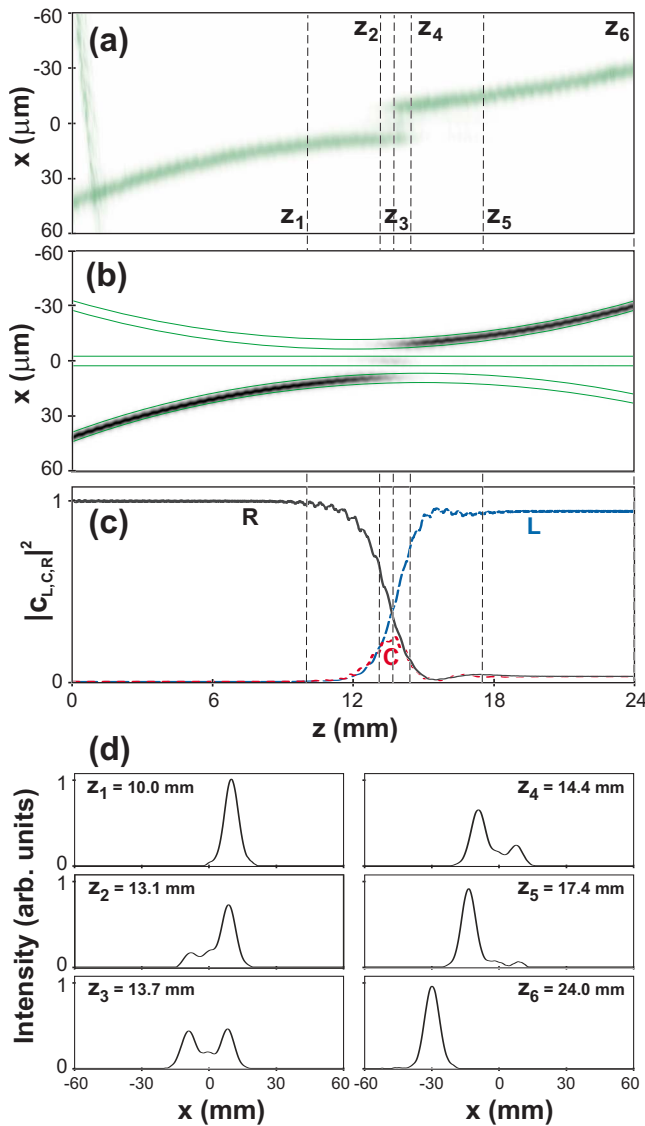 (a)
z₂ z₄ z₆
-60
-30
0
30
60
x (μm)
z₁ z₃ z₅
(b)
-60
-30
0
30
60
x (μm)
(c)
1
0
R
L
C
|c_L,C,R|²
0 6 12 18 24
z (mm)
(d)
z₁ = 10.0 mm
z₄ = 14.4 mm
1
0
z₂ = 13.1 mm
z₅ = 17.4 mm
1
0
z₃ = 13.7 mm
z₆ = 24.0 mm
1
0
Intensity (arb. units)
-60 -30 0 30 60
-60 -30 0 30 60
x (mm)
x (mm)